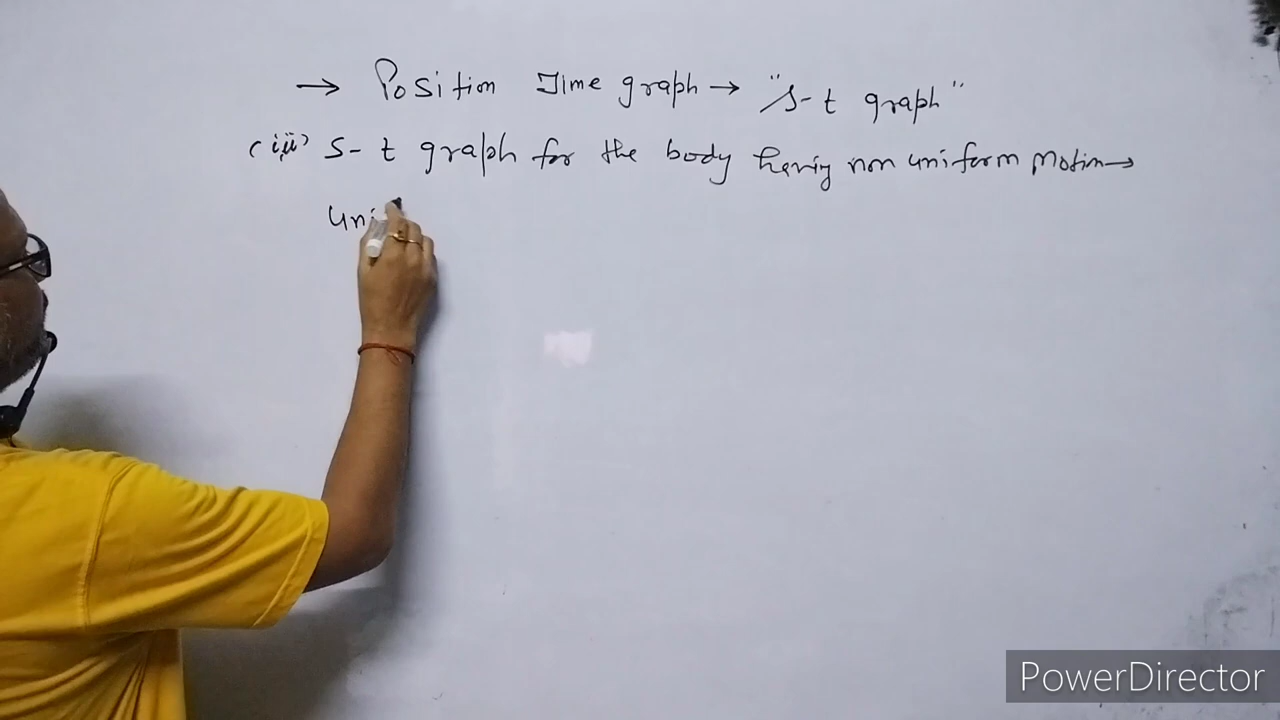 → Position Time graph → "s-t graph"
(iii) s-t graph for the body having non uniform motion →
uni
PowerDirector